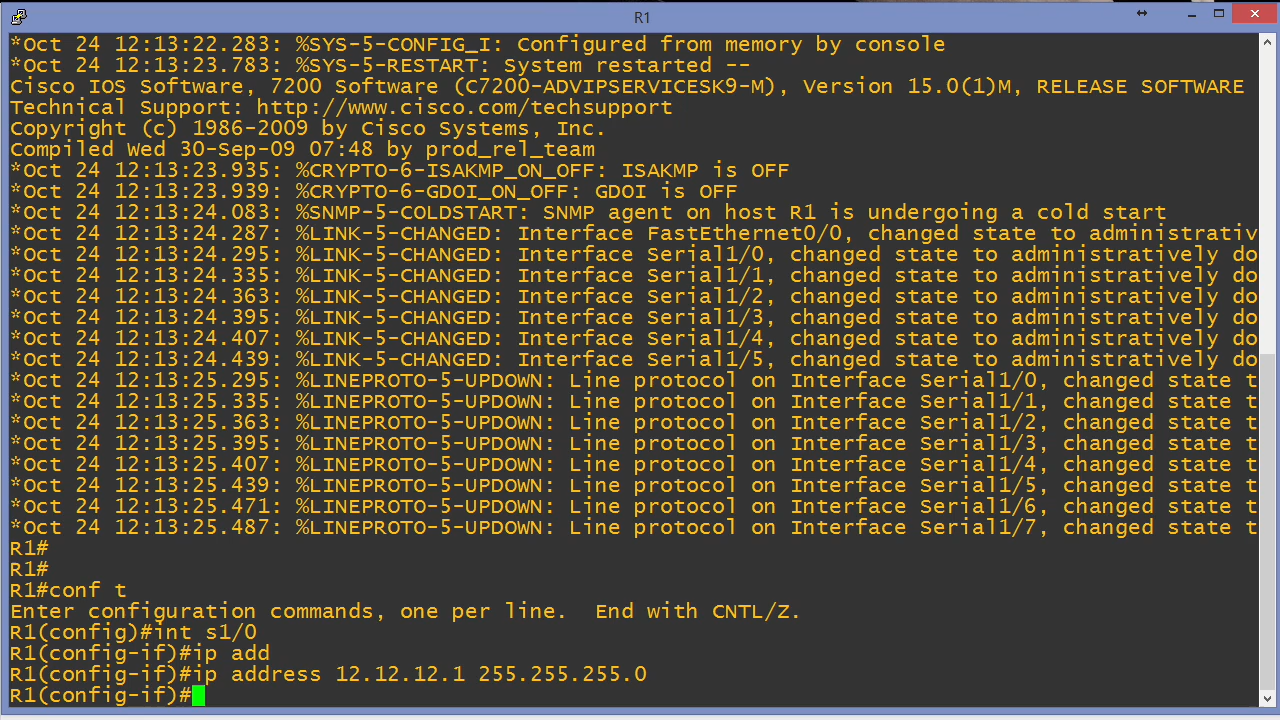 R1
*Oct 24 12:13:22.283: %SYS-5-CONFIG_I: Configured from memory by console
*Oct 24 12:13:23.783: %SYS-5-RESTART: System restarted --
Cisco IOS Software, 7200 Software (C7200-ADVIPSERVICESK9-M), Version 15.0(1)M, RELEASE SOFTWARE
Technical Support: http://www.cisco.com/techsupport
Copyright (c) 1986-2009 by Cisco Systems, Inc.
Compiled Wed 30-Sep-09 07:48 by prod_rel_team
*Oct 24 12:13:23.935: %CRYPTO-6-ISAKMP_ON_OFF: ISAKMP is OFF
*Oct 24 12:13:23.939: %CRYPTO-6-GDOI_ON_OFF: GDOI is OFF
*Oct 24 12:13:24.083: %SNMP-5-COLDSTART: SNMP agent on host R1 is undergoing a cold start
*Oct 24 12:13:24.287: %LINK-5-CHANGED: Interface FastEthernet0/0, changed state to administrativ
*Oct 24 12:13:24.295: %LINK-5-CHANGED: Interface Serial1/0, changed state to administratively do
*Oct 24 12:13:24.335: %LINK-5-CHANGED: Interface Serial1/1, changed state to administratively do
*Oct 24 12:13:24.363: %LINK-5-CHANGED: Interface Serial1/2, changed state to administratively do
*Oct 24 12:13:24.395: %LINK-5-CHANGED: Interface Serial1/3, changed state to administratively do
*Oct 24 12:13:24.407: %LINK-5-CHANGED: Interface Serial1/4, changed state to administratively do
*Oct 24 12:13:24.439: %LINK-5-CHANGED: Interface Serial1/5, changed state to administratively do
*Oct 24 12:13:25.295: %LINEPROTO-5-UPDOWN: Line protocol on Interface Serial1/0, changed state t
*Oct 24 12:13:25.335: %LINEPROTO-5-UPDOWN: Line protocol on Interface Serial1/1, changed state t
*Oct 24 12:13:25.363: %LINEPROTO-5-UPDOWN: Line protocol on Interface Serial1/2, changed state t
*Oct 24 12:13:25.395: %LINEPROTO-5-UPDOWN: Line protocol on Interface Serial1/3, changed state t
*Oct 24 12:13:25.407: %LINEPROTO-5-UPDOWN: Line protocol on Interface Serial1/4, changed state t
*Oct 24 12:13:25.439: %LINEPROTO-5-UPDOWN: Line protocol on Interface Serial1/5, changed state t
*Oct 24 12:13:25.471: %LINEPROTO-5-UPDOWN: Line protocol on Interface Serial1/6, changed state t
*Oct 24 12:13:25.487: %LINEPROTO-5-UPDOWN: Line protocol on Interface Serial1/7, changed state t
R1#
R1#
R1#conf t
Enter configuration commands, one per line.  End with CNTL/Z.
R1(config)#int s1/0
R1(config-if)#ip add
R1(config-if)#ip address 12.12.12.1 255.255.255.0
R1(config-if)#